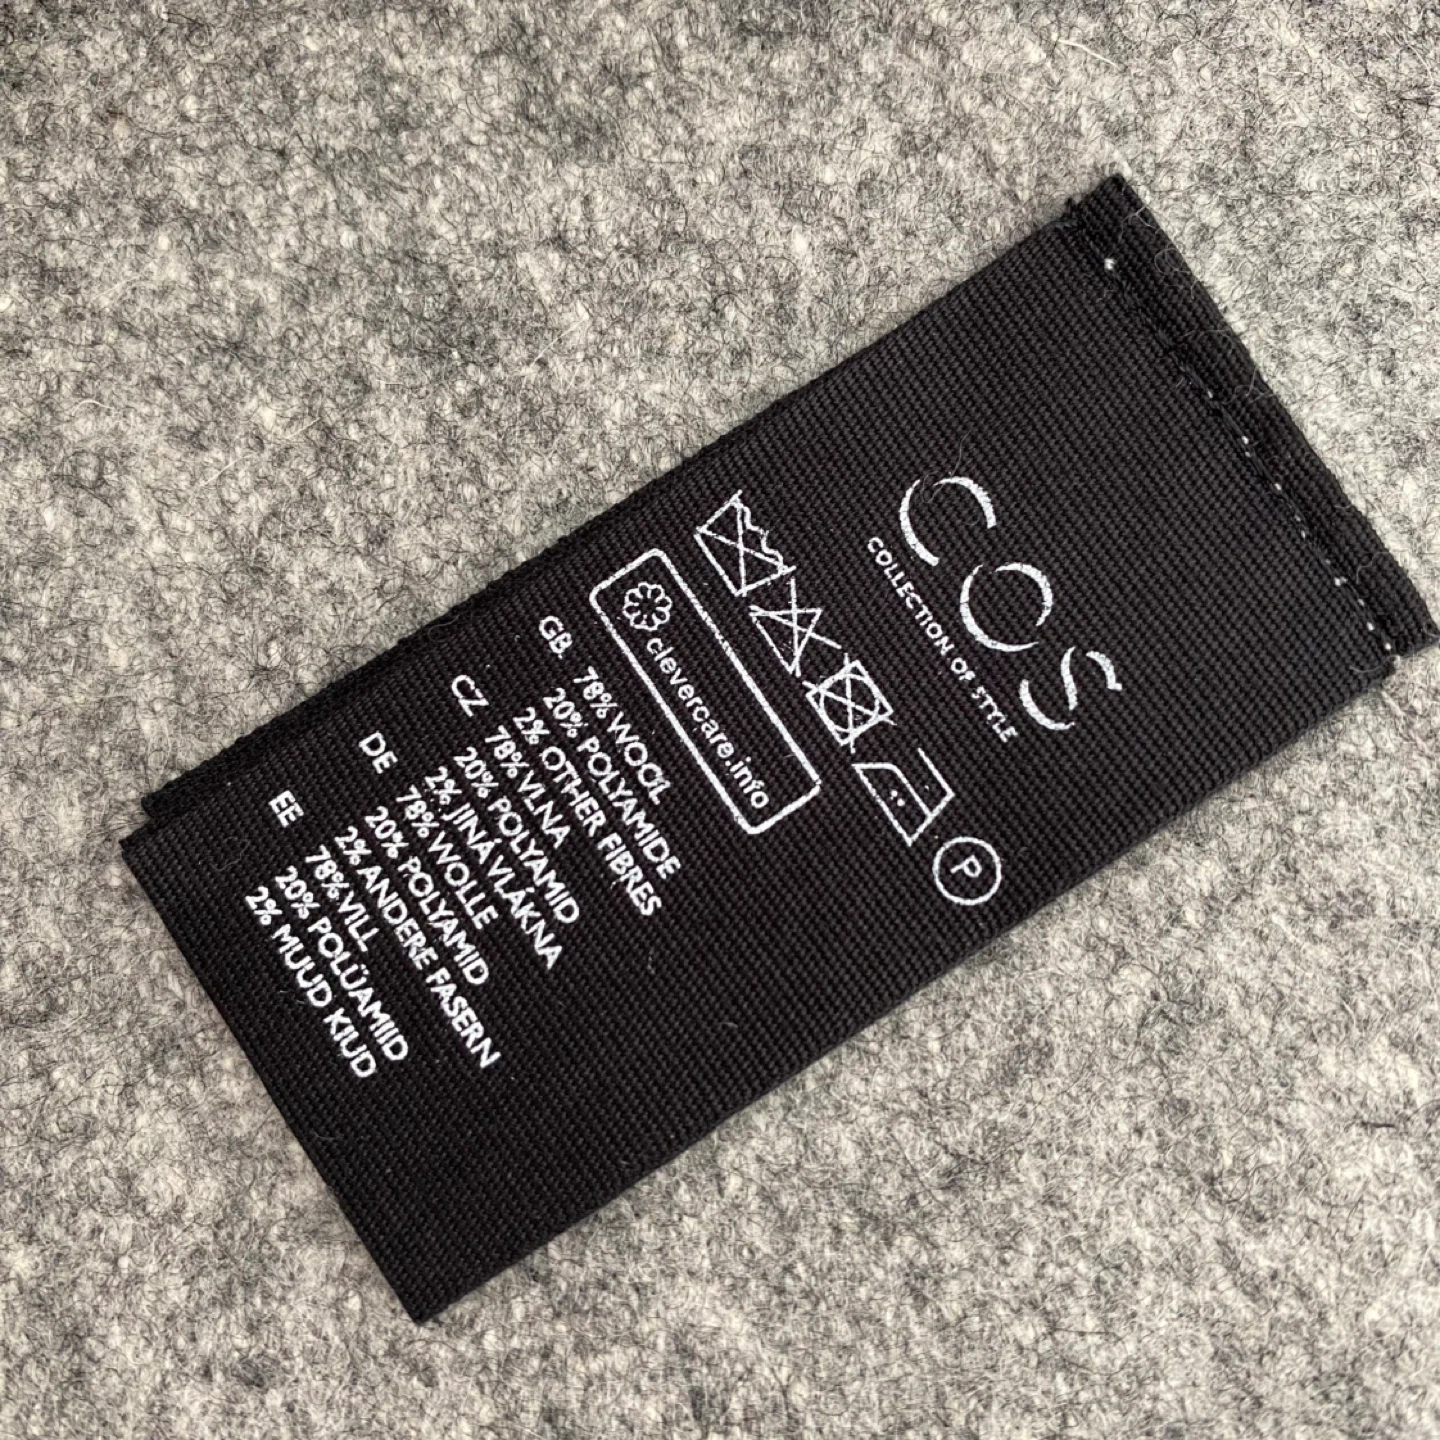 COS
COLLECTION OF STYLE
P
clevercare.info
GB. 78% WOOL
20% POLYAMIDE
2% OTHER FIBRES
CZ 78% VLNA
20% POLYAMID
2% JINÁ VLÁKNA
DE 78% WOLLE
20% POLYAMID
2% ANDERE FASERN
EE 78% VILL
20% POLÜAMIID
2% MUUD KIUD